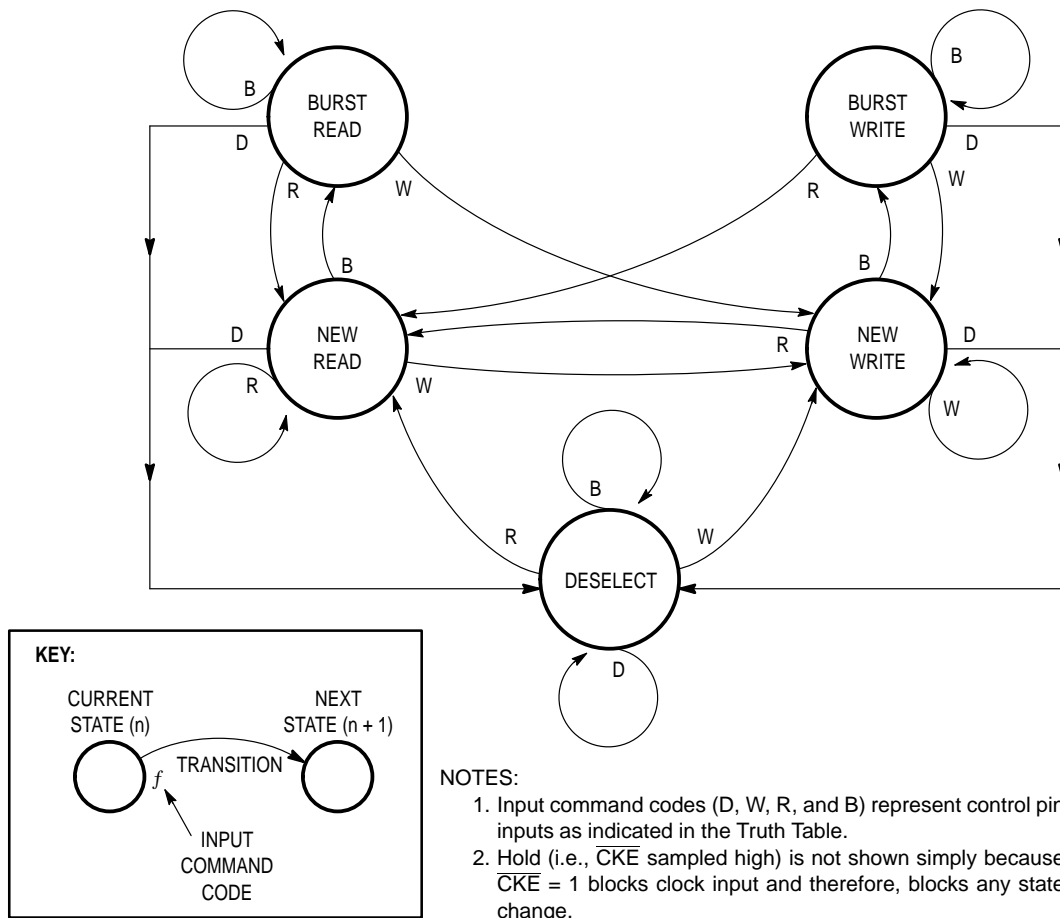 B
BURST
READ
D
R
W
B
BURST
WRITE
B
D
W
R
B
NEW
READ
D
R
W
B
NEW
WRITE
D
R
W
B
DESELECT
R
W
D
KEY:
CURRENT
STATE (n)
NEXT
STATE (n + 1)
TRANSITION
f
INPUT
COMMAND
CODE
NOTES:
1. Input command codes (D, W, R, and B) represent control pin
inputs as indicated in the Truth Table.
2. Hold (i.e., CKE sampled high) is not shown simply because
CKE = 1 blocks clock input and therefore, blocks any state
change.